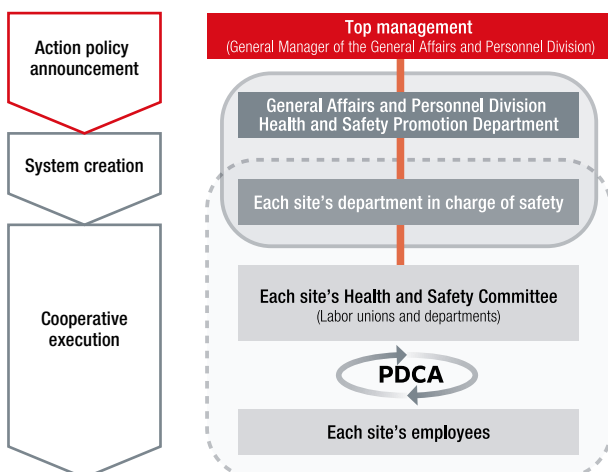 Action policy
announcement
Top management
(General Manager of the General Affairs and Personnel Division)
General Affairs and Personnel Division
Health and Safety Promotion Department
System creation
Each site's department in charge of safety
Cooperative
execution
Each site's Health and Safety Committee
(Labor unions and departments)
PDCA
Each site's employees